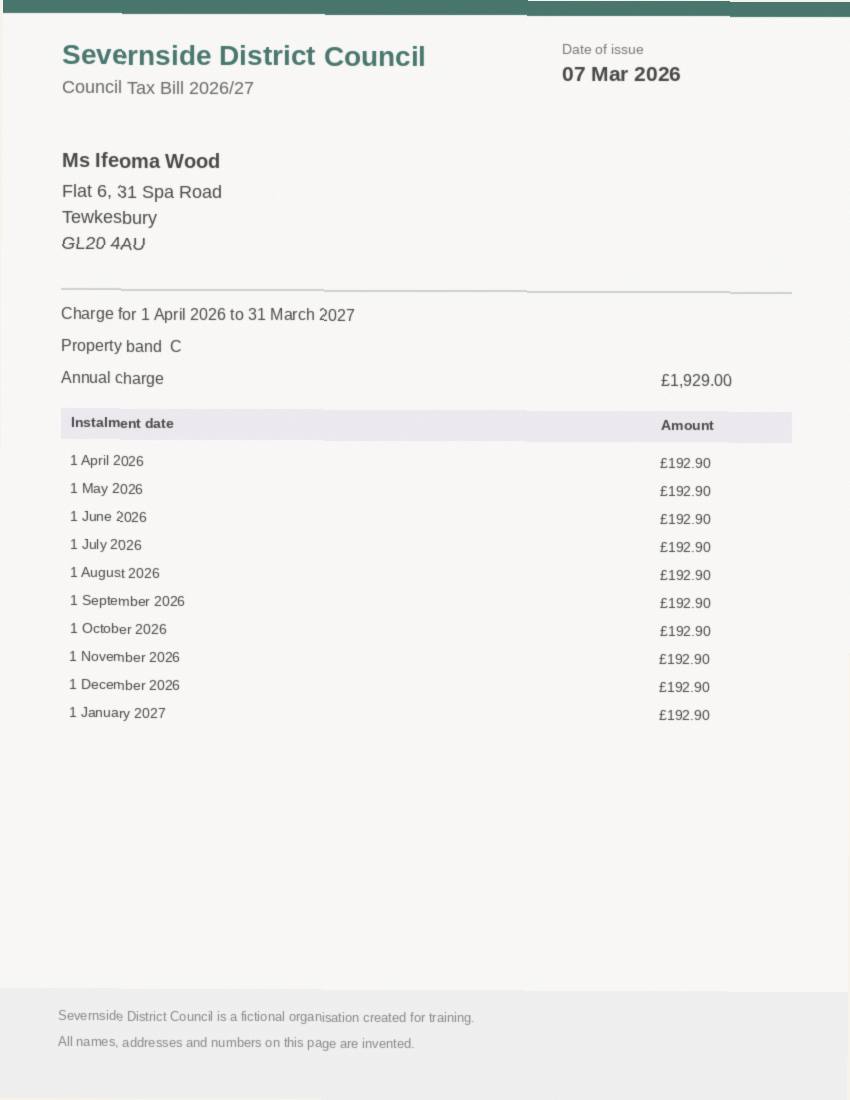 Severnside District Council
Council Tax Bill 2026/27
Date of issue
07 Mar 2026
Ms Ifeoma Wood
Flat 6, 31 Spa Road
Tewkesbury
GL20 4AU
Charge for 1 April 2026 to 31 March 2027
Property band C
Annual charge £1,929.00
Instalment date Amount
1 April 2026 £192.90
1 May 2026 £192.90
1 June 2026 £192.90
1 July 2026 £192.90
1 August 2026 £192.90
1 September 2026 £192.90
1 October 2026 £192.90
1 November 2026 £192.90
1 December 2026 £192.90
1 January 2027 £192.90
Severnside District Council is a fictional organisation created for training.
All names, addresses and numbers on this page are invented.